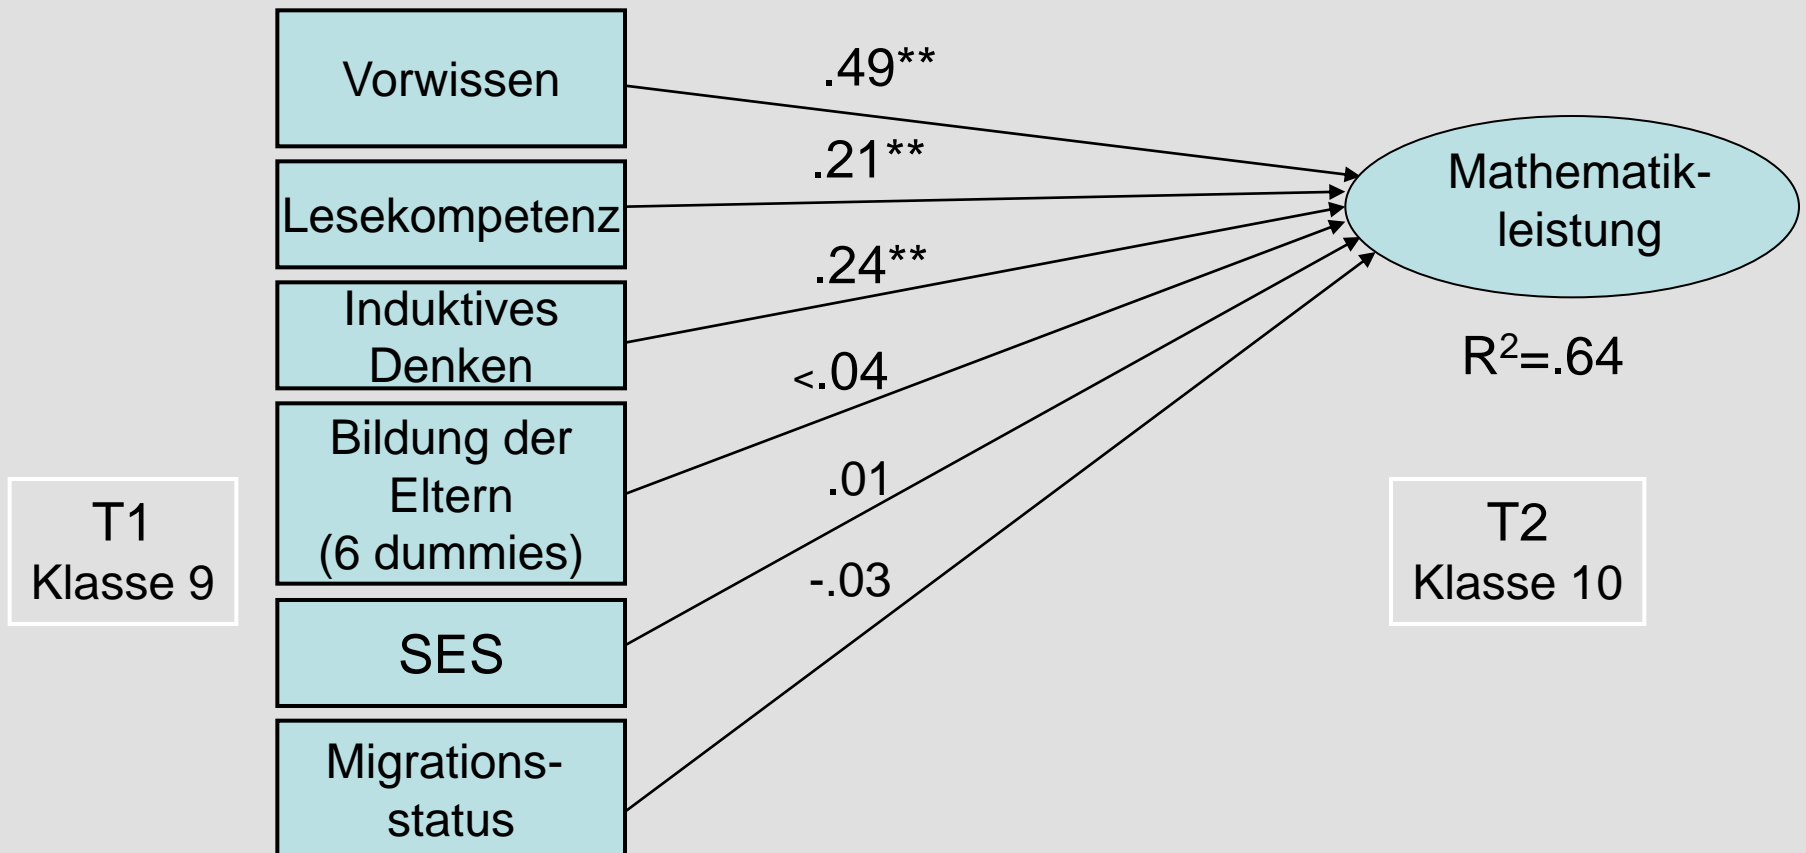 Vorwissen
.49**
Lesekompetenz
.21**
Induktives
Denken
.24**
Bildung der
Eltern
(6 dummies)
<.04
SES
.01
Migrations-
status
-.03
Mathematik-
leistung
R²=.64
T1
Klasse 9
T2
Klasse 10